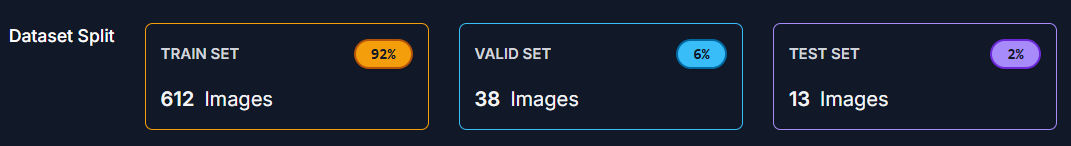 Dataset Split
TRAIN SET 92%
612 Images
VALID SET 6%
38 Images
TEST SET 2%
13 Images